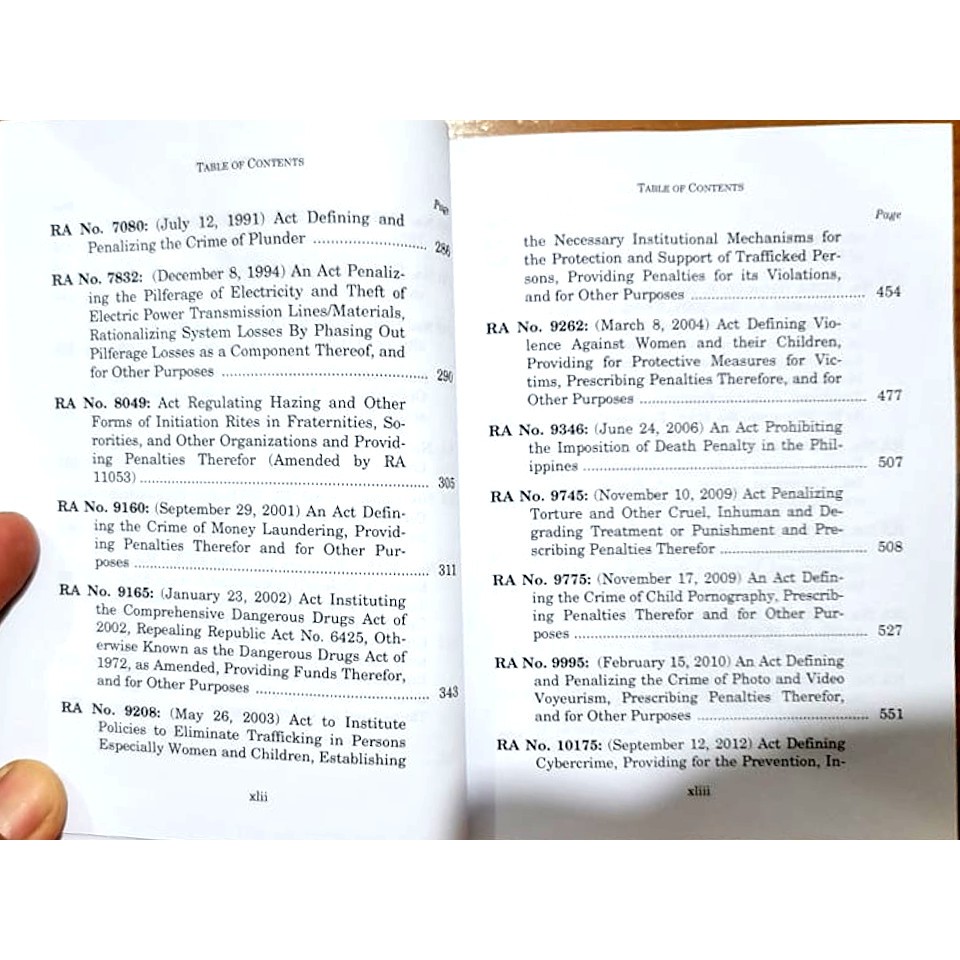 TABLE OF CONTENTS
Page
RA No. 7080: (July 12, 1991) Act Defining and
Penalizing the Crime of Plunder ............................ 286
RA No. 7832: (December 8, 1994) An Act Penaliz-
ing the Pilferage of Electricity and Theft of
Electric Power Transmission Lines/Materials,
Rationalizing System Losses By Phasing Out
Pilferage Losses as a Component Thereof, and
for Other Purposes .................................................. 290
RA No. 8049: Act Regulating Hazing and Other
Forms of Initiation Rites in Fraternities, So-
rorities, and Other Organizations and Provid-
ing Penalties Therefor (Amended by RA
11053) ...................................................................... 305
RA No. 9160: (September 29, 2001) An Act Defin-
ing the Crime of Money Laundering, Provid-
ing Penalties Therefor and for Other Pur-
poses ........................................................................ 311
RA No. 9165: (January 23, 2002) Act Instituting
the Comprehensive Dangerous Drugs Act of
2002, Repealing Republic Act No. 6425, Oth-
erwise Known as the Dangerous Drugs Act of
1972, as Amended, Providing Funds Therefor,
and for Other Purposes .......................................... 343
RA No. 9208: (May 26, 2003) Act to Institute
Policies to Eliminate Trafficking in Persons
Especially Women and Children, Establishing
xlii
TABLE OF CONTENTS
Page
the Necessary Institutional Mechanisms for
the Protection and Support of Trafficked Per-
sons, Providing Penalties for its Violations,
and for Other Purposes .......................................... 454
RA No. 9262: (March 8, 2004) Act Defining Vio-
lence Against Women and their Children,
Providing for Protective Measures for Vic-
tims, Prescribing Penalties Therefore, and for
Other Purposes ....................................................... 477
RA No. 9346: (June 24, 2006) An Act Prohibiting
the Imposition of Death Penalty in the Phil-
ippines ..................................................................... 507
RA No. 9745: (November 10, 2009) Act Penalizing
Torture and Other Cruel, Inhuman and De-
grading Treatment or Punishment and Pre-
scribing Penalties Therefor .................................... 508
RA No. 9775: (November 17, 2009) An Act Defin-
ing the Crime of Child Pornography, Prescrib-
ing Penalties Therefor and for Other Pur-
poses ........................................................................ 527
RA No. 9995: (February 15, 2010) An Act Defining
and Penalizing the Crime of Photo and Video
Voyeurism, Prescribing Penalties Therefor,
and for Other Purposes .......................................... 551
RA No. 10175: (September 12, 2012) Act Defining
Cybercrime, Providing for the Prevention, In-
xliii